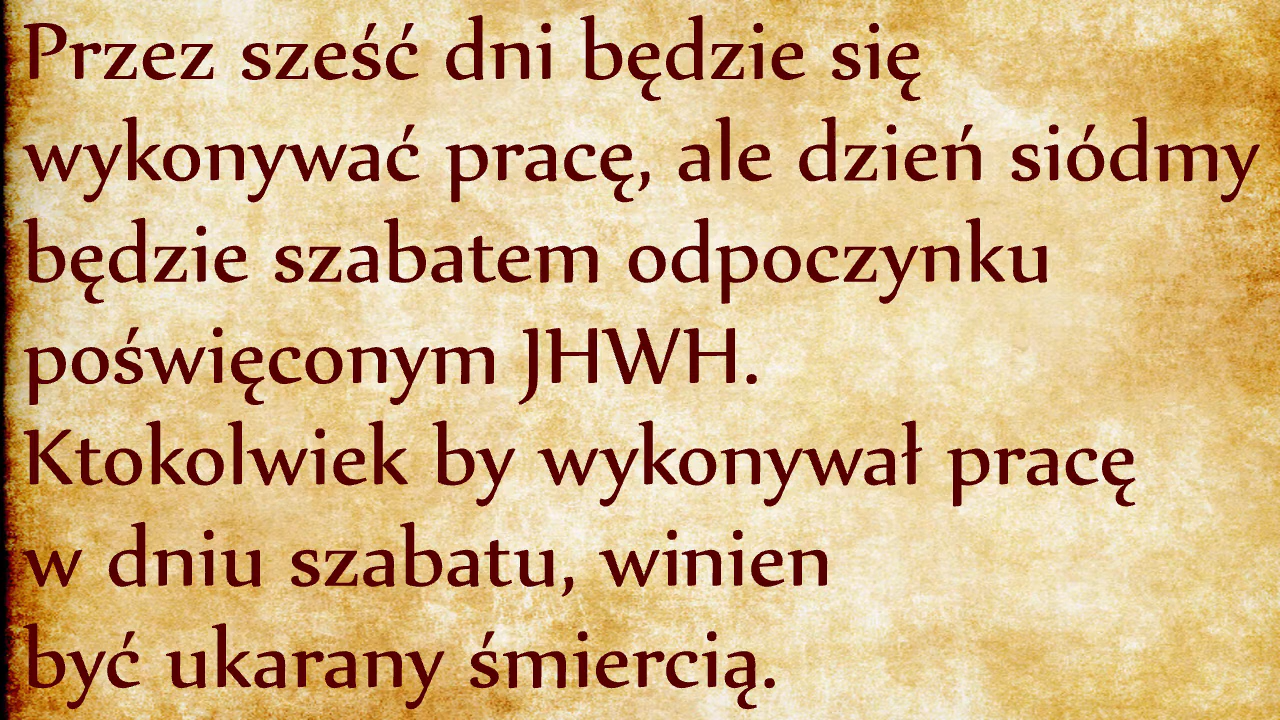 Przez sześć dni będzie się
wykonywać pracę, ale dzień siódmy
będzie szabatem odpoczynku
poświęconym JHWH.
Ktokolwiek by wykonywał pracę
w dniu szabatu, winien
być ukarany śmiercią.